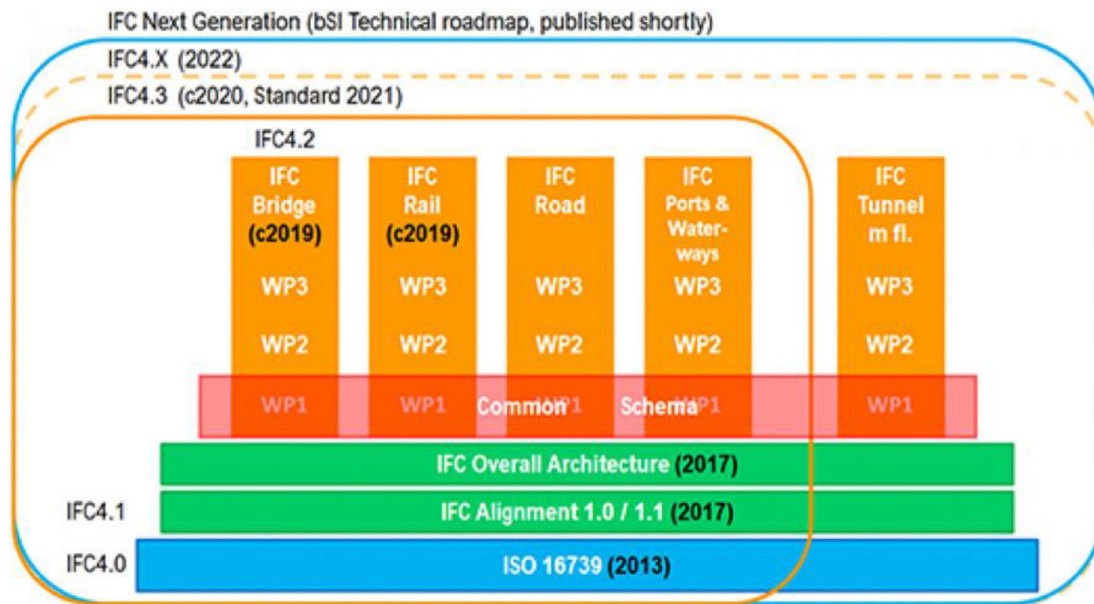 IFC Next Generation (bSI Technical roadmap, published shortly)
IFC4.X (2022)
IFC4.3 (c2020, Standard 2021)
IFC4.2
IFC
Bridge
(c2019)
WP3
WP2
WP1
IFC
Rail
(c2019)
WP3
WP2
WP1
IFC
Road
WP3
WP2
WP1
IFC
Ports &
Water-
ways
WP3
WP2
WP1
IFC
Tunnel
m fl.
WP3
WP2
WP1
Common Schema
IFC Overall Architecture (2017)
IFC4.1
IFC Alignment 1.0 / 1.1 (2017)
IFC4.0
ISO 16739 (2013)